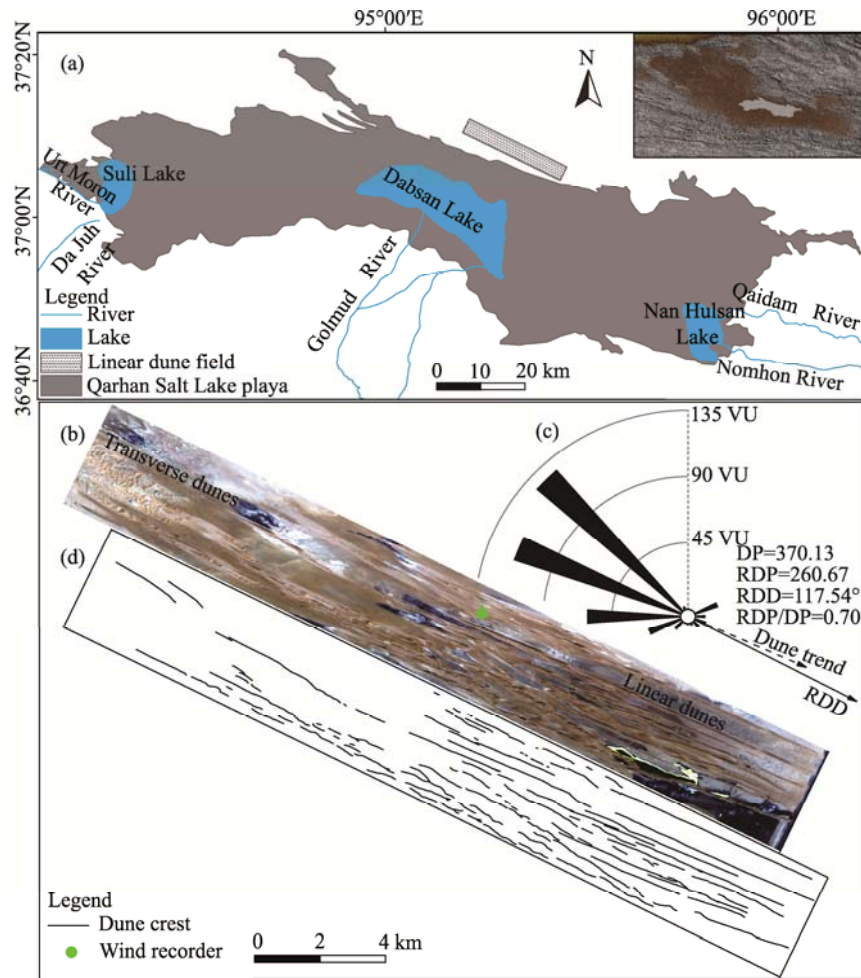 95°00'E
96°00'E
37°20'N
37°00'N
36°40'N
(a)
N
Urt Moron
River
Suli Lake
Da Juh
River
Dabsan Lake
Golmud River
Nan Hulsan
Lake
Qaidam River
Nomhon River
Legend
River
Lake
Linear dune field
Qarhan Salt Lake playa
0 10 20 km
(b)
Transverse dunes
Linear dunes
(c)
135 VU
90 VU
45 VU
DP=370.13
RDP=260.67
RDD=117.54°
RDP/DP=0.70
Dune trend
RDD
(d)
Legend
Dune crest
Wind recorder
0 2 4 km